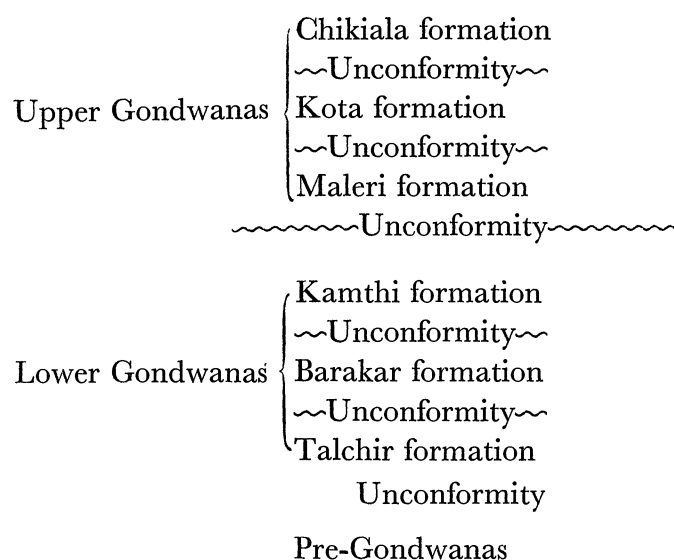 Chikiala formation
Unconformity
Upper Gondwanas Kota formation
Unconformity
Maleri formation
Unconformity
Kamthi formation
Unconformity
Lower Gondwanas Barakar formation
Unconformity
Talchir formation
Unconformity
Pre-Gondwanas